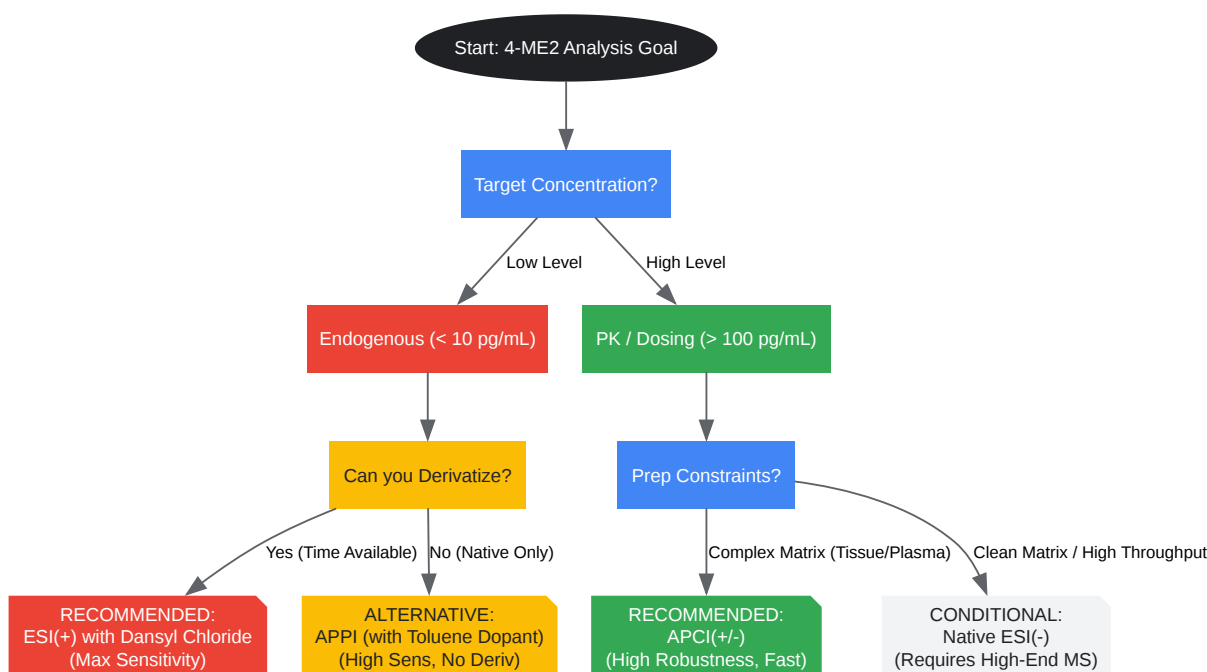 Start: 4-ME2 Analysis Goal
Target Concentration?
Low Level
High Level
Endogenous (< 10 pg/mL)
PK / Dosing (> 100 pg/mL)
Can you Derivatize?
Prep Constraints?
Yes (Time Available)
No (Native Only)
Complex Matrix (Tissue/Plasma)
Clean Matrix / High Throughput
RECOMMENDED:
ESI(+) with Dansyl Chloride
(Max Sensitivity)
ALTERNATIVE:
APPI (with Toluene Dopant)
(High Sens, No Deriv)
RECOMMENDED:
APCI(+/-)
(High Robustness, Fast)
CONDITIONAL:
Native ESI(-)
(Requires High-End MS)